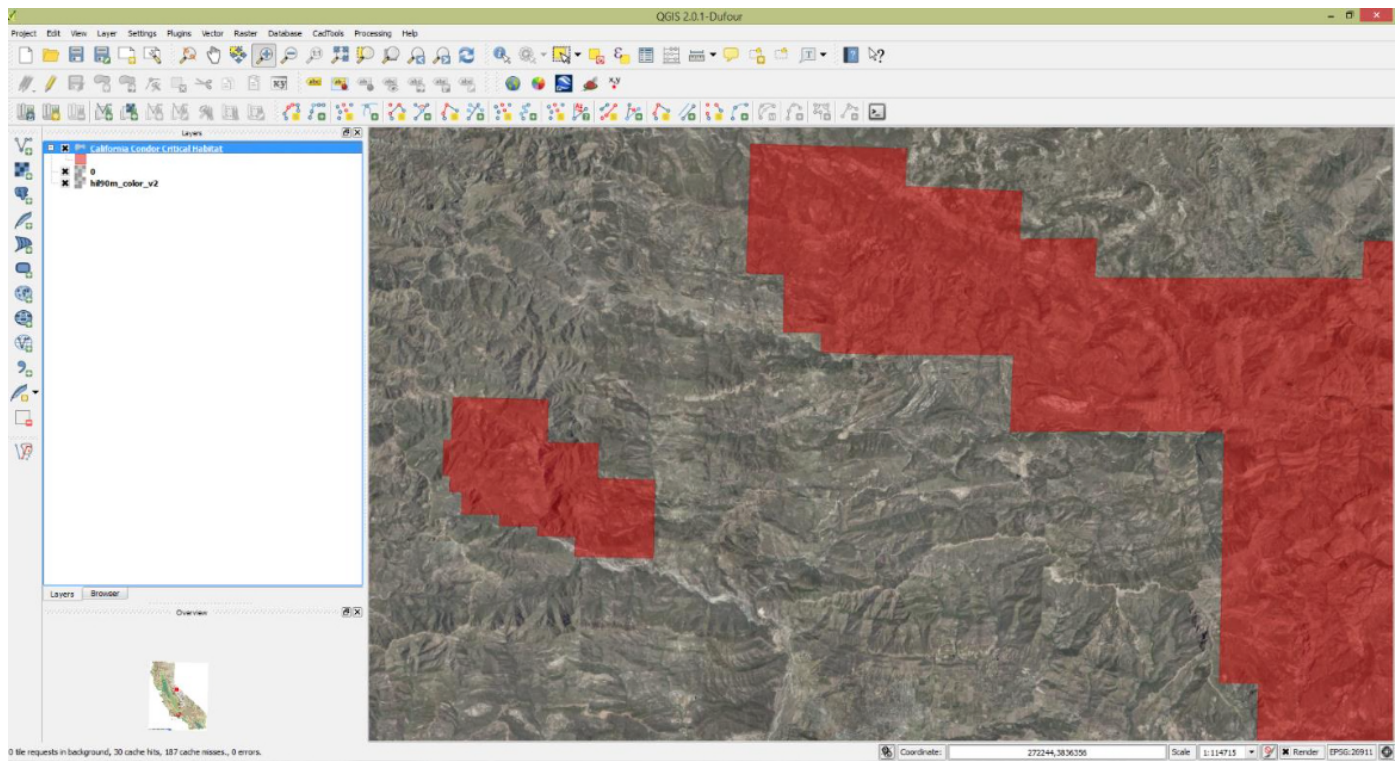 QGIS 2.0.1-Dufour
Project Edit View Layer Settings Plugins Vector Raster Database CadTools Processing Help
Layers
California Condor Critical Habitat
0
hill90m_color_v2
Layers Browser
Overview
0 tile requests in background, 30 cache hits, 187 cache misses., 0 errors.
Coordinate: 272244,3836356 Scale 1:114715 Render EPSG:26911